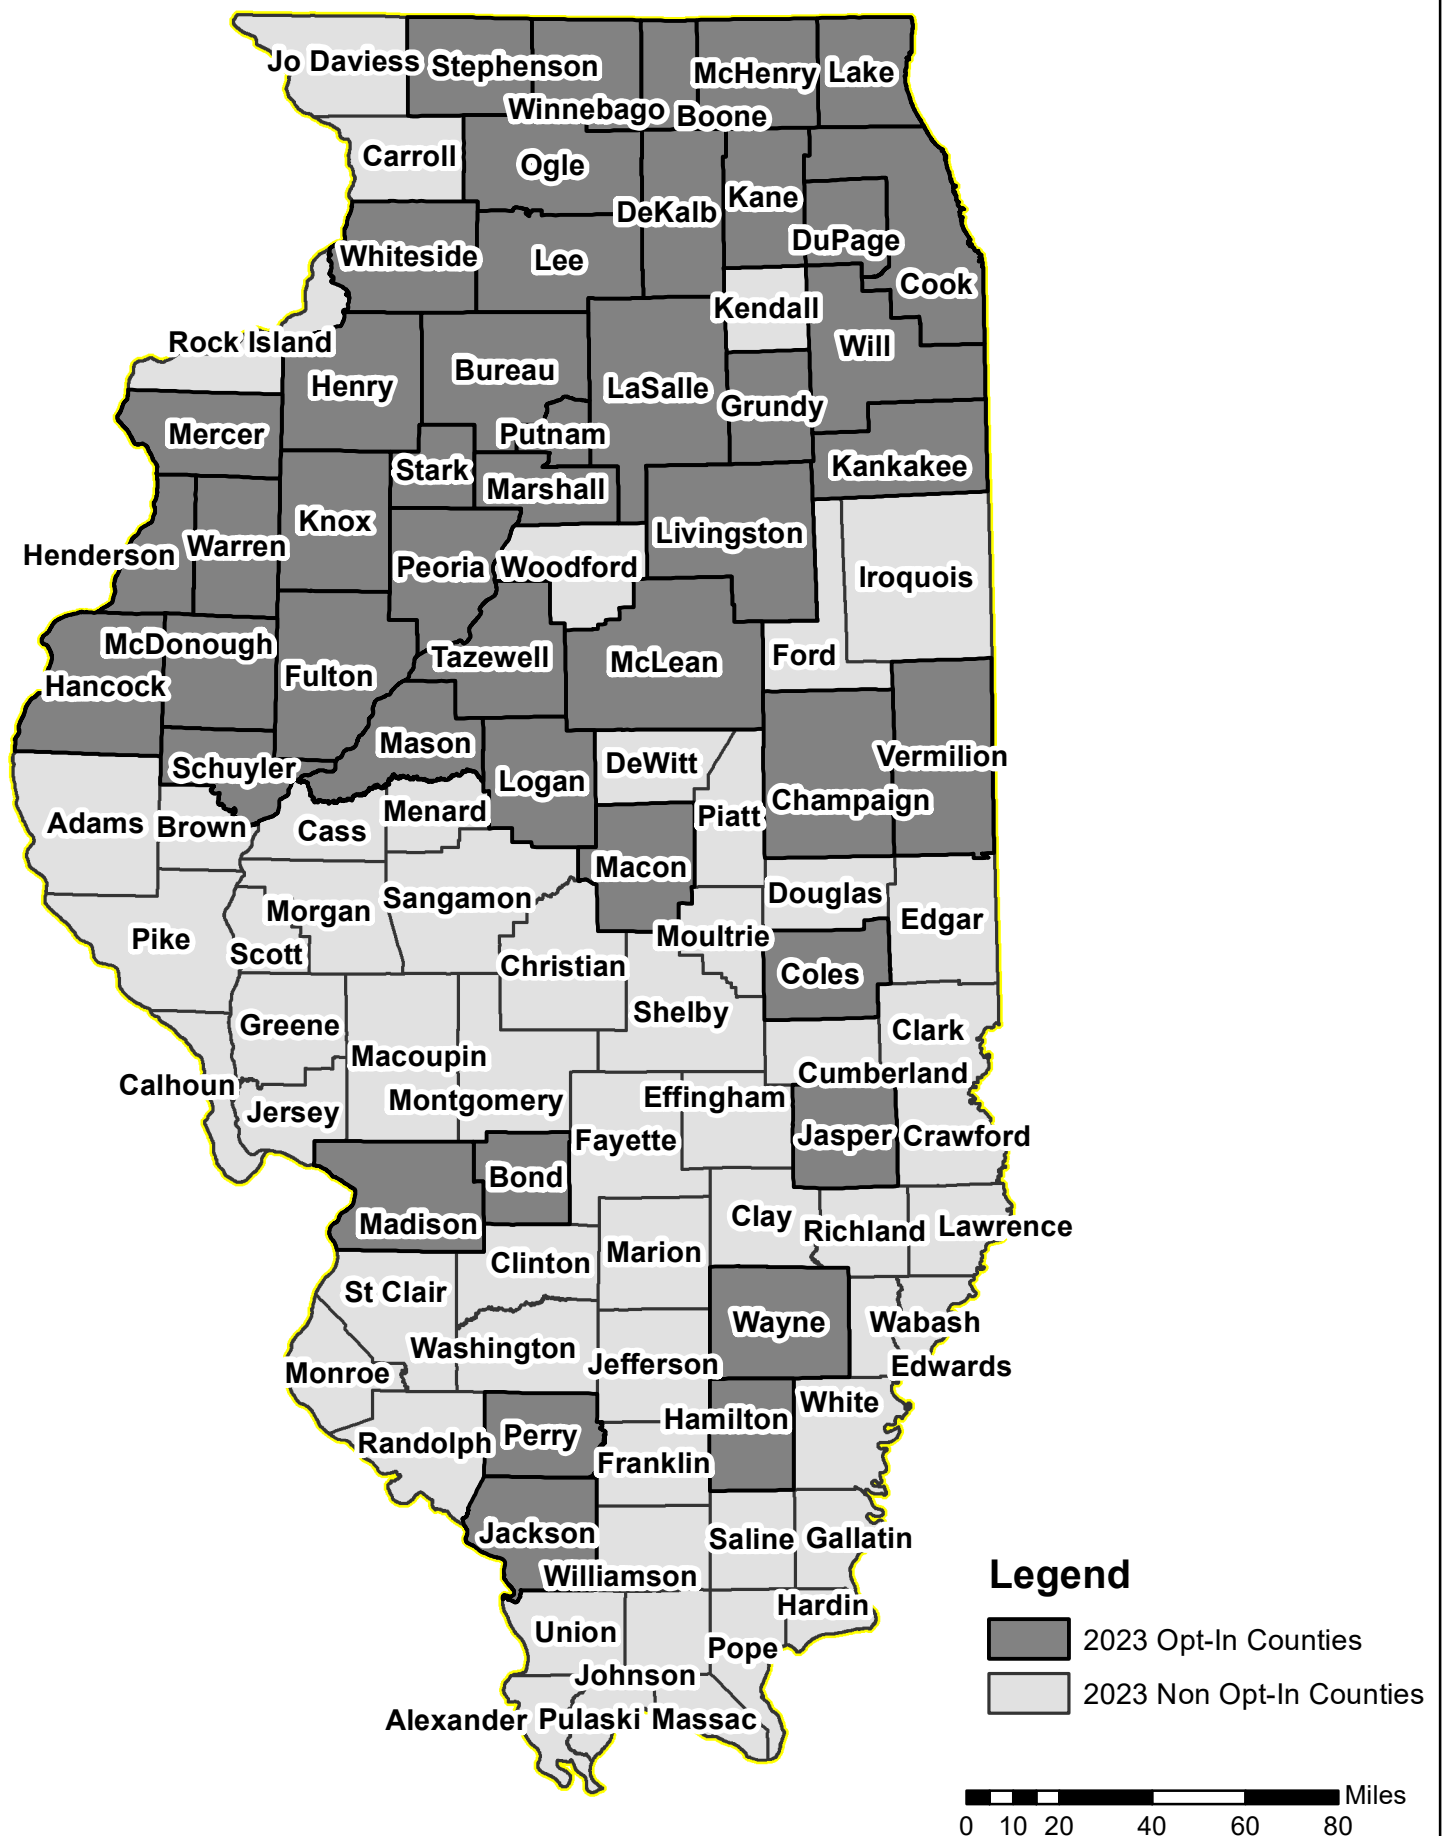 Jo Daviess
Stephenson
Winnebago
Boone
McHenry
Lake
Carroll
Ogle
DeKalb
Kane
DuPage
Cook
Whiteside
Lee
Kendall
Will
Rock Island
Henry
Bureau
LaSalle
Grundy
Mercer
Putnam
Kankakee
Stark
Marshall
Knox
Livingston
Henderson
Warren
Peoria
Woodford
Iroquois
McDonough
Hancock
Fulton
Tazewell
McLean
Ford
Mason
Schuyler
Logan
DeWitt
Vermilion
Champaign
Piatt
Adams
Brown
Cass
Menard
Macon
Sangamon
Douglas
Morgan
Edgar
Pike
Scott
Moultrie
Christian
Coles
Shelby
Greene
Clark
Macoupin
Cumberland
Calhoun
Jersey
Montgomery
Effingham
Fayette
Jasper
Crawford
Bond
Madison
Clay
Richland
Lawrence
Clinton
Marion
St Clair
Wayne
Wabash
Washington
Jefferson
Edwards
Monroe
White
Hamilton
Randolph
Perry
Franklin
Jackson
Saline
Gallatin
Williamson
Hardin
Union
Pope
Johnson
Alexander
Pulaski
Massac
Legend
2023 Opt-In Counties
2023 Non Opt-In Counties
Miles
0 10 20 40 60 80